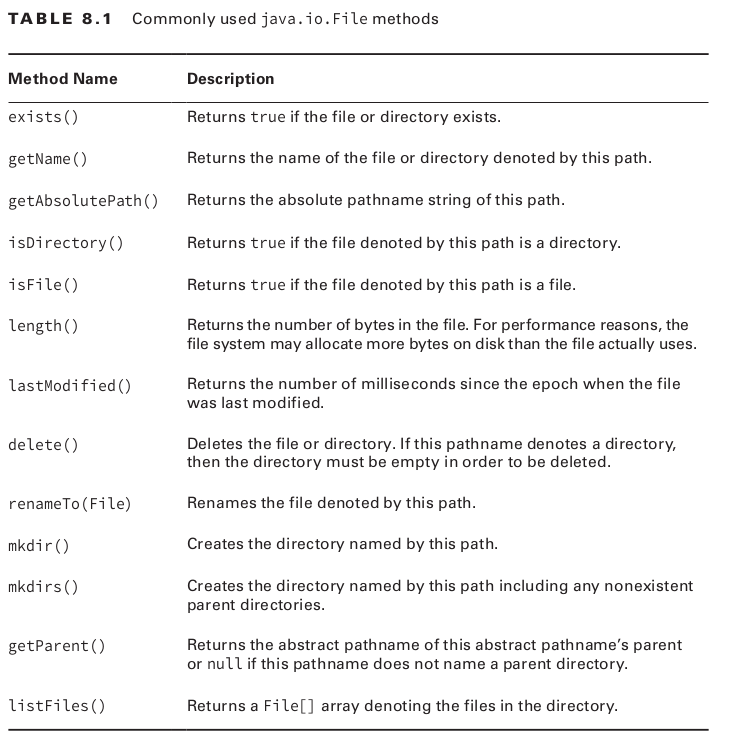 TABLE 8.1 Commonly used java.io.File methods
Method Name Description
exists() Returns true if the file or directory exists.
getName() Returns the name of the file or directory denoted by this path.
getAbsolutePath() Returns the absolute pathname string of this path.
isDirectory() Returns true if the file denoted by this path is a directory.
isFile() Returns true if the file denoted by this path is a file.
length() Returns the number of bytes in the file. For performance reasons, the
file system may allocate more bytes on disk than the file actually uses.
lastModified() Returns the number of milliseconds since the epoch when the file
was last modified.
delete() Deletes the file or directory. If this pathname denotes a directory,
then the directory must be empty in order to be deleted.
renameTo(File) Renames the file denoted by this path.
mkdir() Creates the directory named by this path.
mkdirs() Creates the directory named by this path including any nonexistent
parent directories.
getParent() Returns the abstract pathname of this abstract pathname’s parent
or null if this pathname does not name a parent directory.
listFiles() Returns a File[] array denoting the files in the directory.